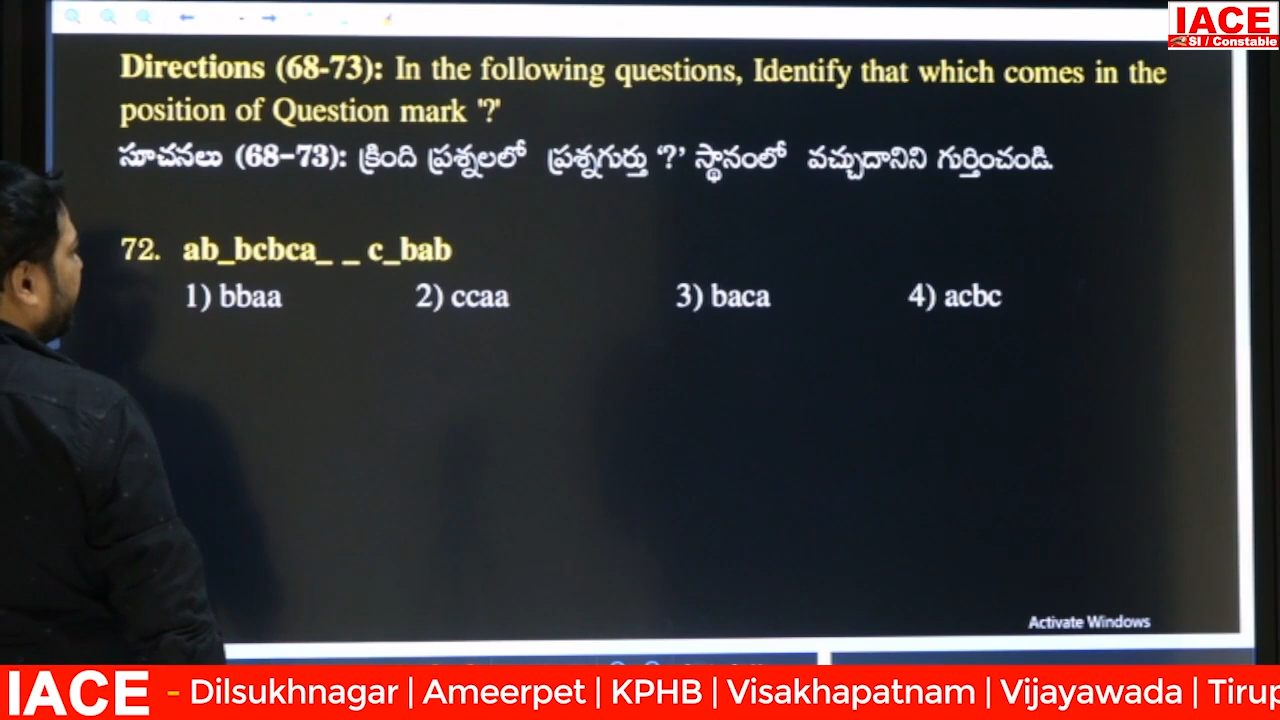 IACE
SI / Constable
Directions (68-73): In the following questions, Identify that which comes in the
position of Question mark '?'
సూచనలు (68-73): క్రింది ప్రశ్నలలో ప్రశ్నగుర్తు ‘?’ స్థానంలో వచ్చుదానిని గుర్తించండి.
72. ab_bcbca_ _ c_bab
1) bbaa 2) ccaa 3) baca 4) acbc
Activate Windows
IACE - Dilsukhnagar | Ameerpet | KPHB | Visakhapatnam | Vijayawada | Tirup